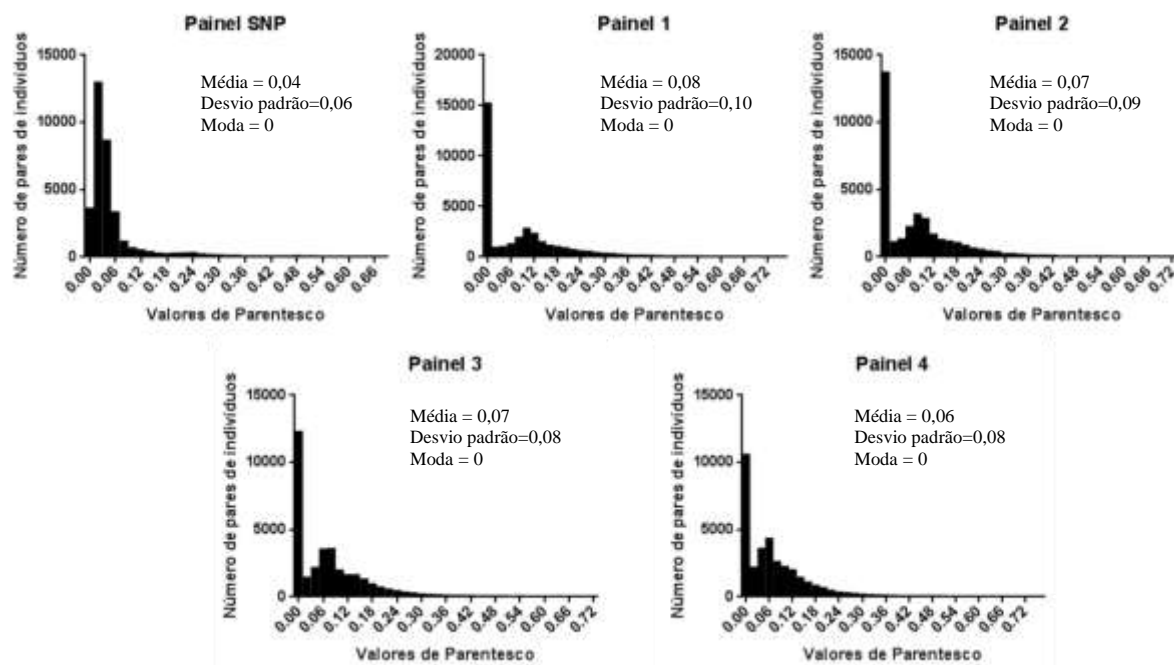 Painel SNP
Número de pares de indivíduos
15000
10000
5000
0
Média = 0,04
Desvio padrão=0,06
Moda = 0
0.00 0.06 0.12 0.18 0.24 0.30 0.36 0.42 0.48 0.54 0.60 0.66
Valores de Parentesco
Painel 1
Número de pares de indivíduos
20000
15000
10000
5000
0
Média = 0,08
Desvio padrão=0,10
Moda = 0
0.00 0.06 0.12 0.18 0.24 0.30 0.36 0.42 0.48 0.54 0.60 0.66 0.72
Valores de Parentesco
Painel 2
Número de pares de indivíduos
15000
10000
5000
0
Média = 0,07
Desvio padrão=0,09
Moda = 0
0.00 0.06 0.12 0.18 0.24 0.30 0.36 0.42 0.48 0.54 0.60 0.66 0.72
Valores de Parentesco
Painel 3
Número de pares de indivíduos
15000
10000
5000
0
Média = 0,07
Desvio padrão=0,08
Moda = 0
0.00 0.06 0.12 0.18 0.24 0.30 0.36 0.42 0.48 0.54 0.60 0.66 0.72
Valores de Parentesco
Painel 4
Número de pares de indivíduos
15000
10000
5000
0
Média = 0,06
Desvio padrão=0,08
Moda = 0
0.00 0.06 0.12 0.18 0.24 0.30 0.36 0.42 0.48 0.54 0.60 0.66 0.72
Valores de Parentesco